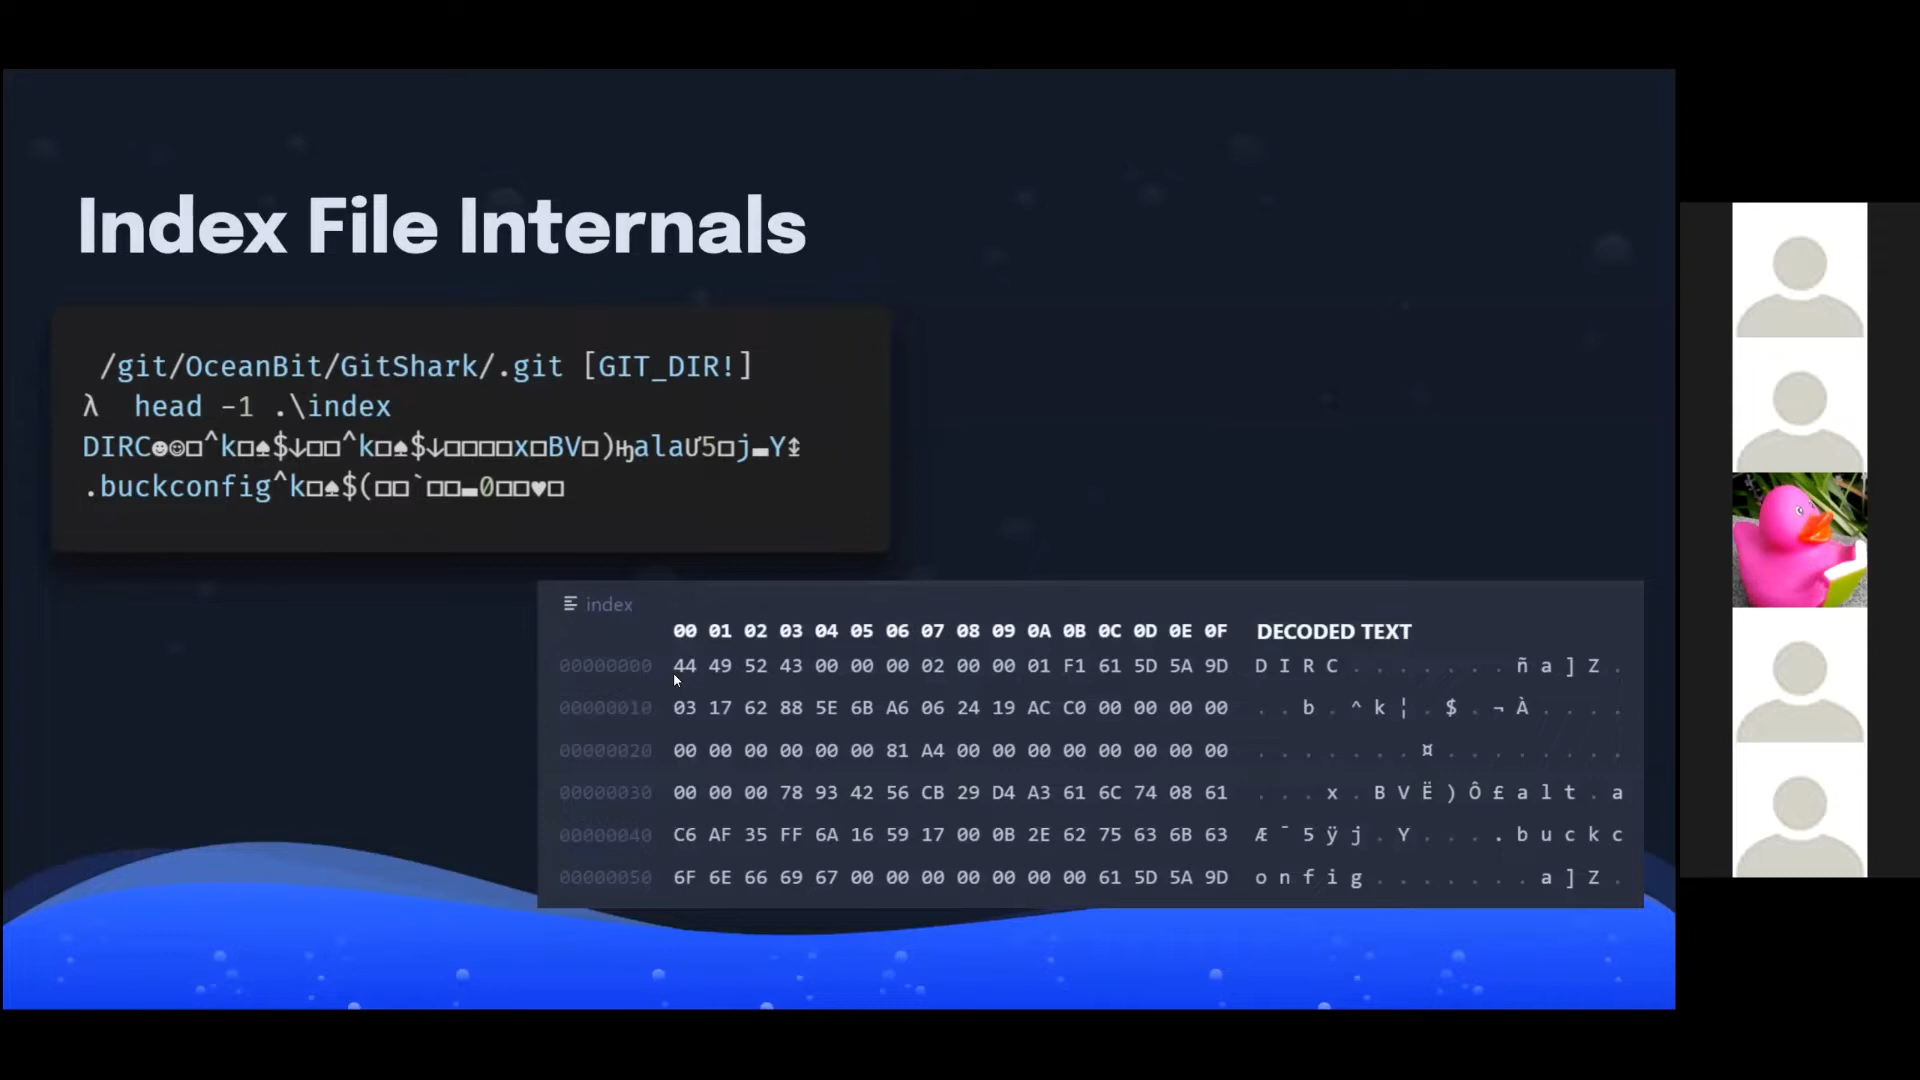 Index File Internals
/git/OceanBit/GitShark/.git [GIT_DIR!]
λ head -1 .\index
DIRC☻☺□^k□♠$↓□□^k□♠$↓□□□□x□BV□)ԣalaƯ5□j▬Y↨
.buckconfig^k□♠$(□□`□□▬0□□♥□
index
00 01 02 03 04 05 06 07 08 09 0A 0B 0C 0D 0E 0F DECODED TEXT
00000000 44 49 52 43 00 00 00 02 00 00 01 F1 61 5D 5A 9D D I R C . . . . . . . ñ a ] Z .
00000010 03 17 62 88 5E 6B A6 06 24 19 AC C0 00 00 00 00 . . b . ^ k ¦ . $ . ¬ À . . . .
00000020 00 00 00 00 00 00 81 A4 00 00 00 00 00 00 00 00 . . . . . . . ¤ . . . . . . . .
00000030 00 00 00 78 93 42 56 CB 29 D4 A3 61 6C 74 08 61 . . . x . B V Ë ) Ô £ a l t . a
00000040 C6 AF 35 FF 6A 16 59 17 00 0B 2E 62 75 63 6B 63 Æ ¯ 5 ÿ j . Y . . . . b u c k c
00000050 6F 6E 66 69 67 00 00 00 00 00 00 00 61 5D 5A 9D o n f i g . . . . . . . a ] Z .